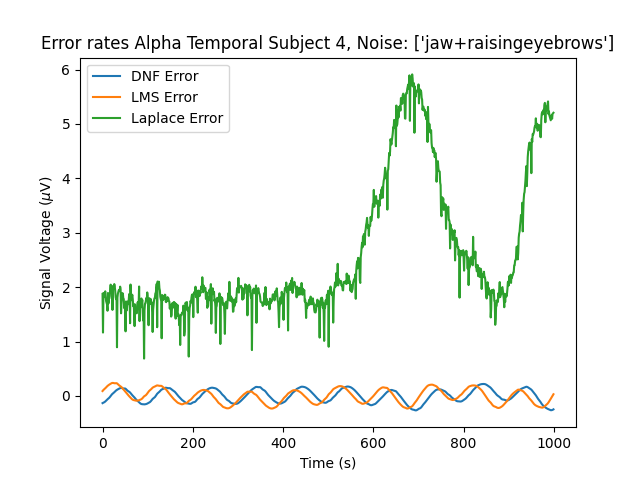 Error rates Alpha Temporal Subject 4, Noise: ['jaw+raisingeyebrows']
DNF Error
LMS Error
Laplace Error
Signal Voltage (μV)
6
5
4
3
2
1
0
0 200 400 600 800 1000
Time (s)